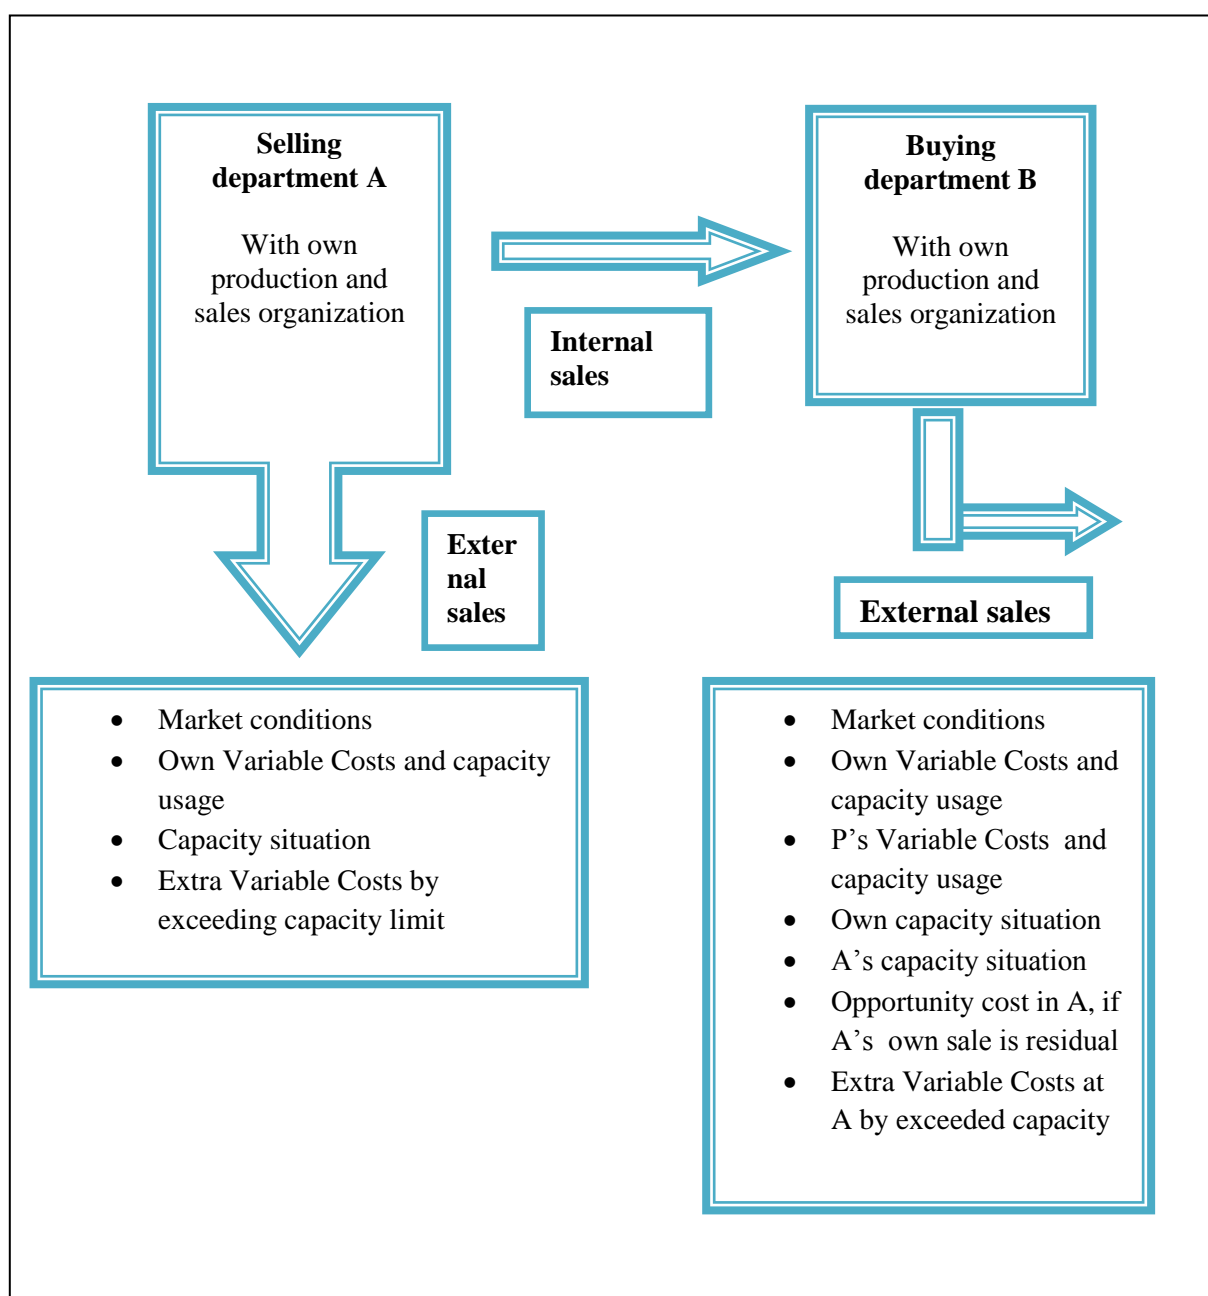 Selling
department A
With own
production and
sales organization
Buying
department B
With own
production and
sales organization
Internal
sales
Exter
nal
sales
External sales
• Market conditions
• Own Variable Costs and capacity
usage
• Capacity situation
• Extra Variable Costs by
exceeding capacity limit
• Market conditions
• Own Variable Costs and
capacity usage
• P’s Variable Costs and
capacity usage
• Own capacity situation
• A’s capacity situation
• Opportunity cost in A, if
A’s own sale is residual
• Extra Variable Costs at
A by exceeded capacity